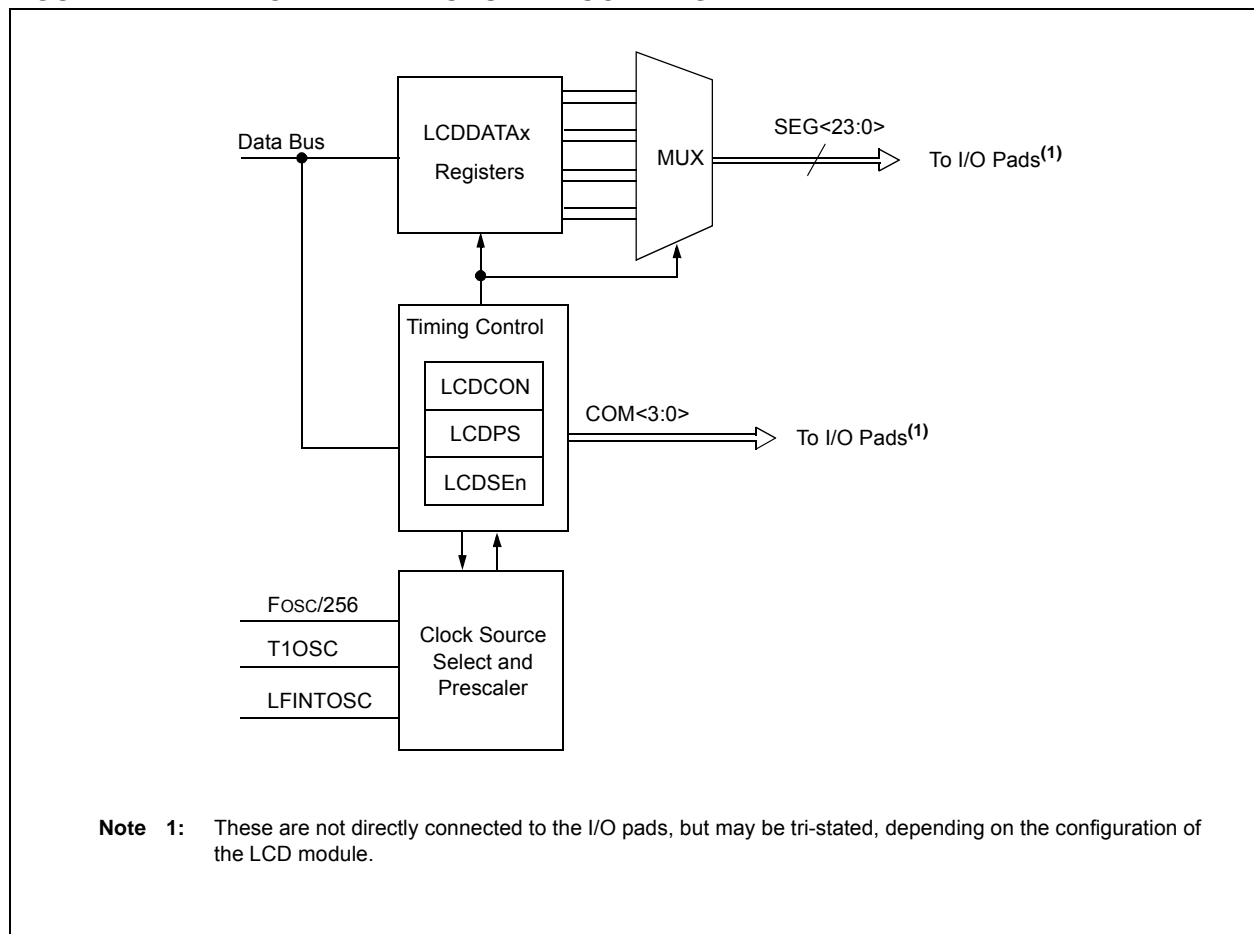 LCDDATAx
Registers
Data Bus
MUX
SEG<23:0>
To I/O Pads(1)
Timing Control
LCDCON
LCDPS
LCDSEn
COM<3:0>
To I/O Pads(1)
FOSC/256
T1OSC
LFINTOSC
Clock Source
Select and
Prescaler
Note 1: These are not directly connected to the I/O pads, but may be tri-stated, depending on the configuration of
the LCD module.